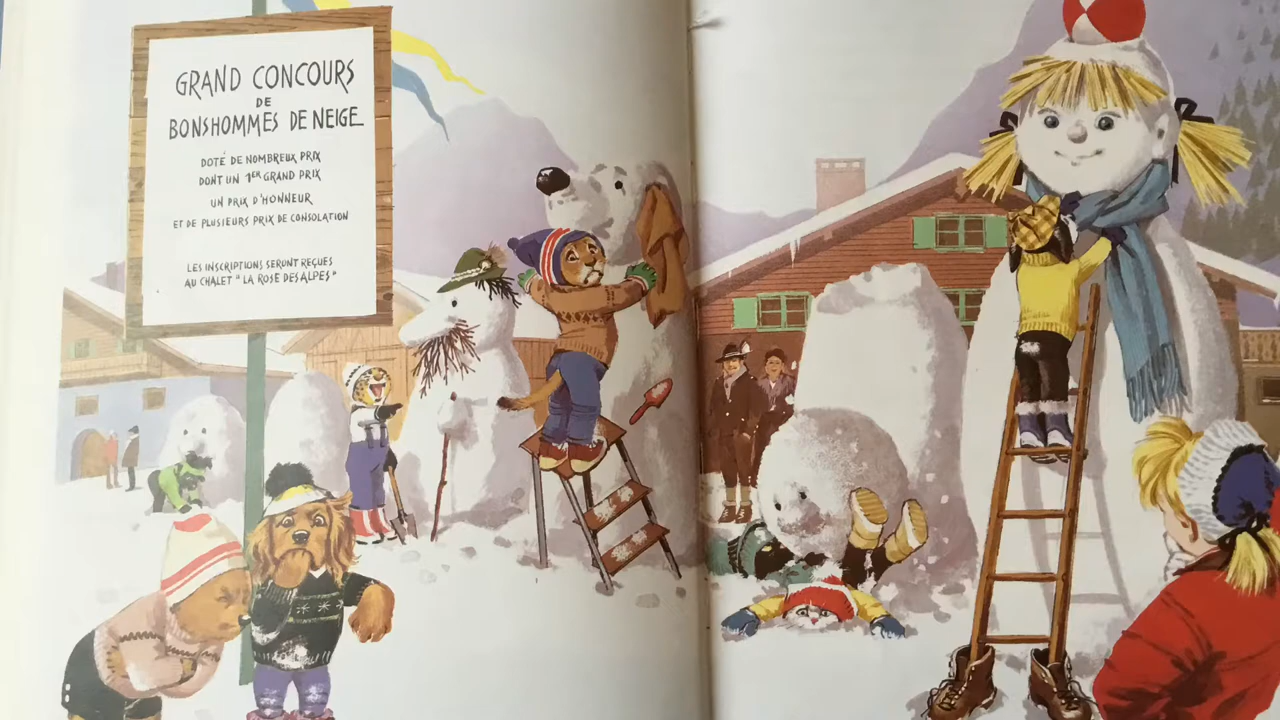 GRAND CONCOURS
DE
BONSHOMMES DE NEIGE
DOTÉ DE NOMBREUX PRIX
DONT UN 1ER GRAND PRIX
UN PRIX D'HONNEUR
ET DE PLUSIEURS PRIX DE CONSOLATION
LES INSCRIPTIONS SERONT REÇUES
AU CHALET "LA ROSE DES ALPES"